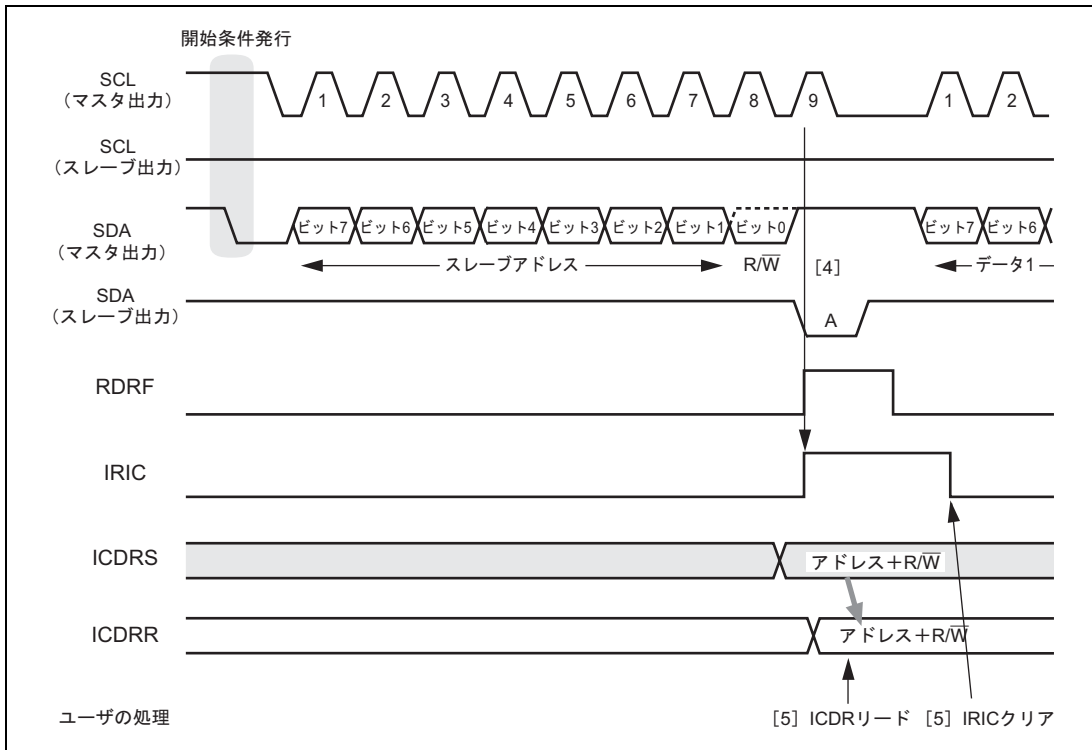 開始条件発行
SCL
（マスタ出力）
1 2 3 4 5 6 7 8 9 1 2
SCL
（スレーブ出力）
SDA
（マスタ出力）
ビット7 ビット6 ビット5 ビット4 ビット3 ビット2 ビット1 ビット0 ビット7 ビット6
スレーブアドレス R/W̅ [4] データ1
SDA
（スレーブ出力）
A
RDRF
IRIC
ICDRS
アドレス＋R/W̅
ICDRR
アドレス＋R/W̅
ユーザの処理
[5] ICDRリード [5] IRICクリア